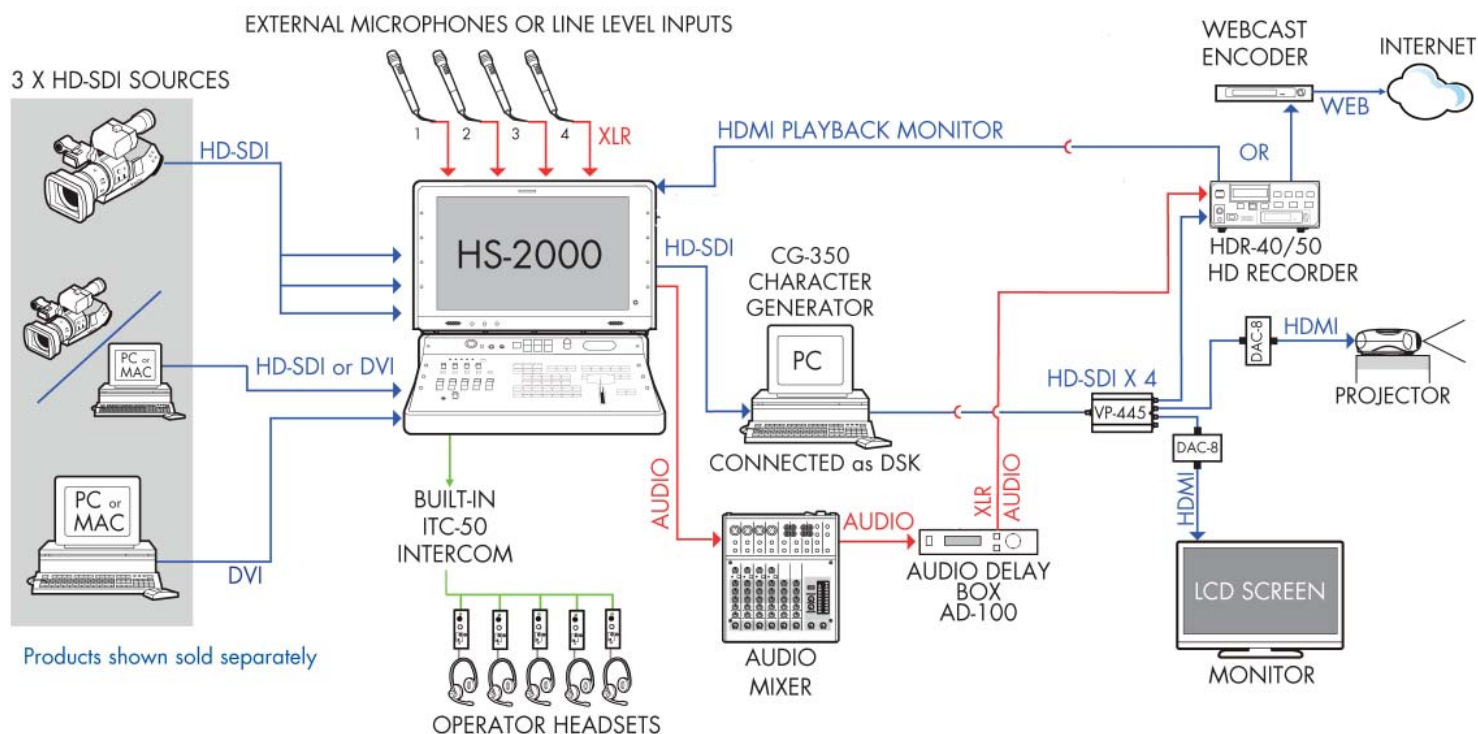 EXTERNAL MICROPHONES OR LINE LEVEL INPUTS
WEBCAST
ENCODER
INTERNET
3 X HD-SDI SOURCES
1
2
3
4
XLR
WEB
HD-SDI
HDMI PLAYBACK MONITOR
OR
HS-2000
HD-SDI
CG-350
CHARACTER
GENERATOR
HDR-40/50
HD RECORDER
PC or
MAC
HD-SDI or DVI
PC
HD-SDI X 4
DAC-8
HDMI
VP-445
PROJECTOR
CONNECTED as DSK
DAC-8
PC or
MAC
BUILT-IN
ITC-50
INTERCOM
AUDIO
AUDIO
XLR
AUDIO
HDMI
DVI
AUDIO DELAY
BOX
AD-100
LCD SCREEN
Products shown sold separately
AUDIO
MIXER
MONITOR
OPERATOR HEADSETS